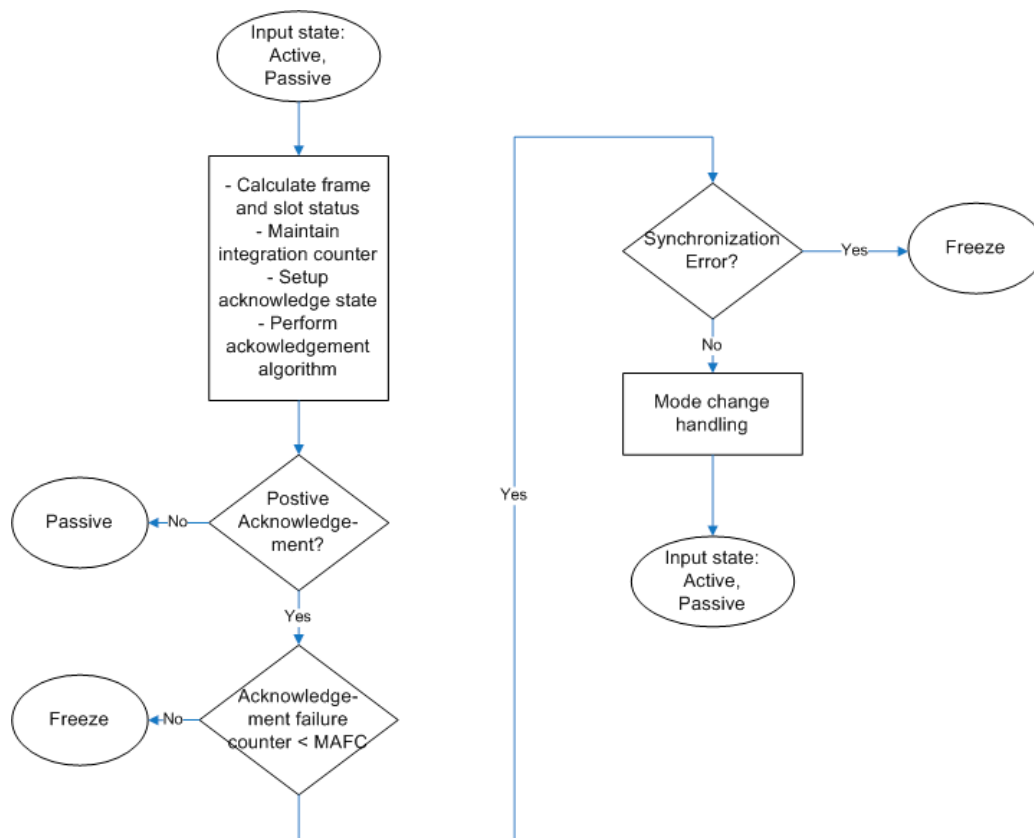 Input state:
Active,
Passive
- Calculate frame
and slot status
- Maintain
integration counter
- Setup
acknowledge state
- Perform
ackowledgement
algorithm
Postive
Acknowledge-
ment?
No
Passive
Yes
Acknowledge-
ment failure
counter < MAFC
No
Freeze
Yes
Synchronization
Error?
Yes
Freeze
No
Mode change
handling
Input state:
Active,
Passive